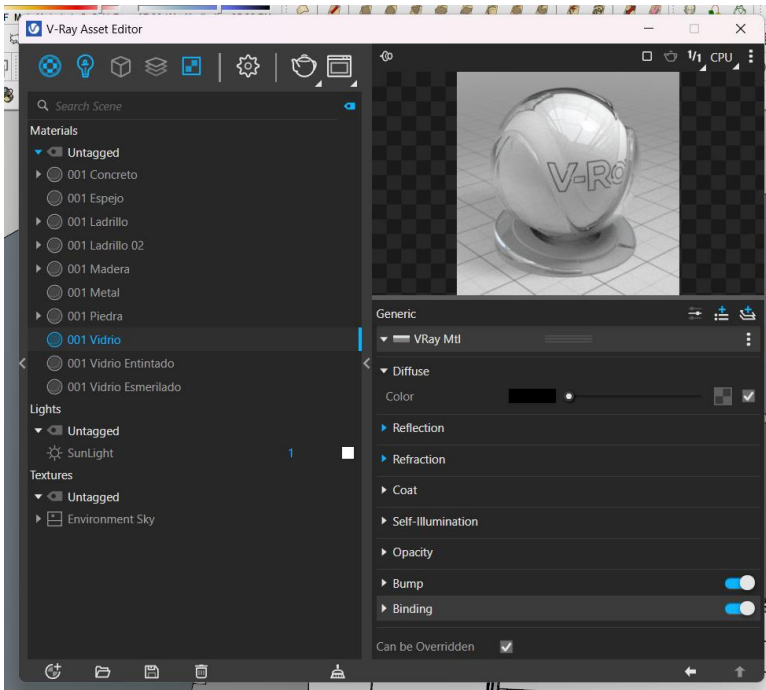 V-Ray Asset Editor
1/1 CPU
Search Scene
Materials
Untagged
001 Concreto
001 Espejo
001 Ladrillo
001 Ladrillo 02
001 Madera
001 Metal
001 Piedra
001 Vidrio
001 Vidrio Entintado
001 Vidrio Esmerilado
Lights
Untagged
SunLight 1
Textures
Untagged
Environment Sky
V-Ra
Generic
VRay Mtl
Diffuse
Color
Reflection
Refraction
Coat
Self-Illumination
Opacity
Bump
Binding
Can be Overridden